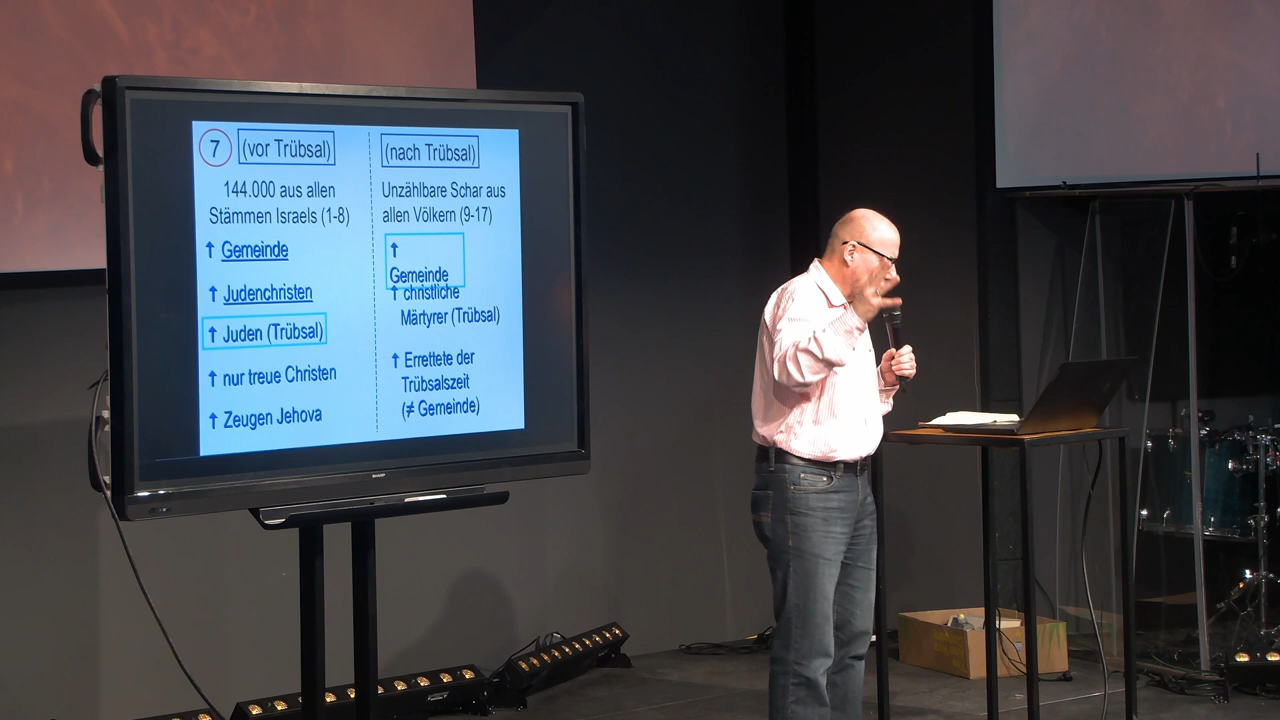 7 (vor Trübsal)
144.000 aus allen
Stämmen Israels (1-8)
↑ Gemeinde
↑ Judenchristen
↑ Juden (Trübsal)
↑ nur treue Christen
↑ Zeugen Jehova
(nach Trübsal)
Unzählbare Schar aus
allen Völkern (9-17)
↑
Gemeinde
↑ christliche
Märtyrer (Trübsal)
↑ Errettete der
Trübsalszeit
(≠ Gemeinde)
SHARP